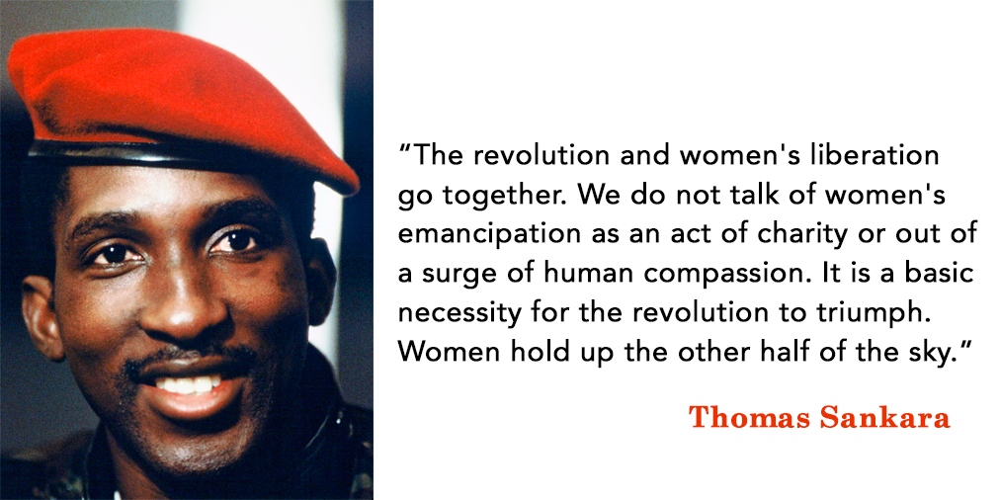 ”The revolution and women's liberation
go together. We do not talk of women's
emancipation as an act of charity or out of
a surge of human compassion. It is a basic
necessity for the revolution to triumph.
Women hold up the other half of the sky.”
Thomas Sankara